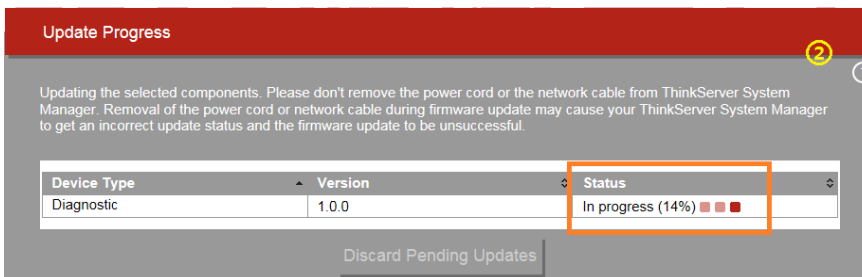 Update Progress
2
Updating the selected components. Please don't remove the power cord or the network cable from ThinkServer System
Manager. Removal of the power cord or network cable during firmware update may cause your ThinkServer System Manager
to get an incorrect update status and the firmware update to be unsuccessful.
Device Type Version Status
Diagnostic 1.0.0 In progress (14%)
Discard Pending Updates